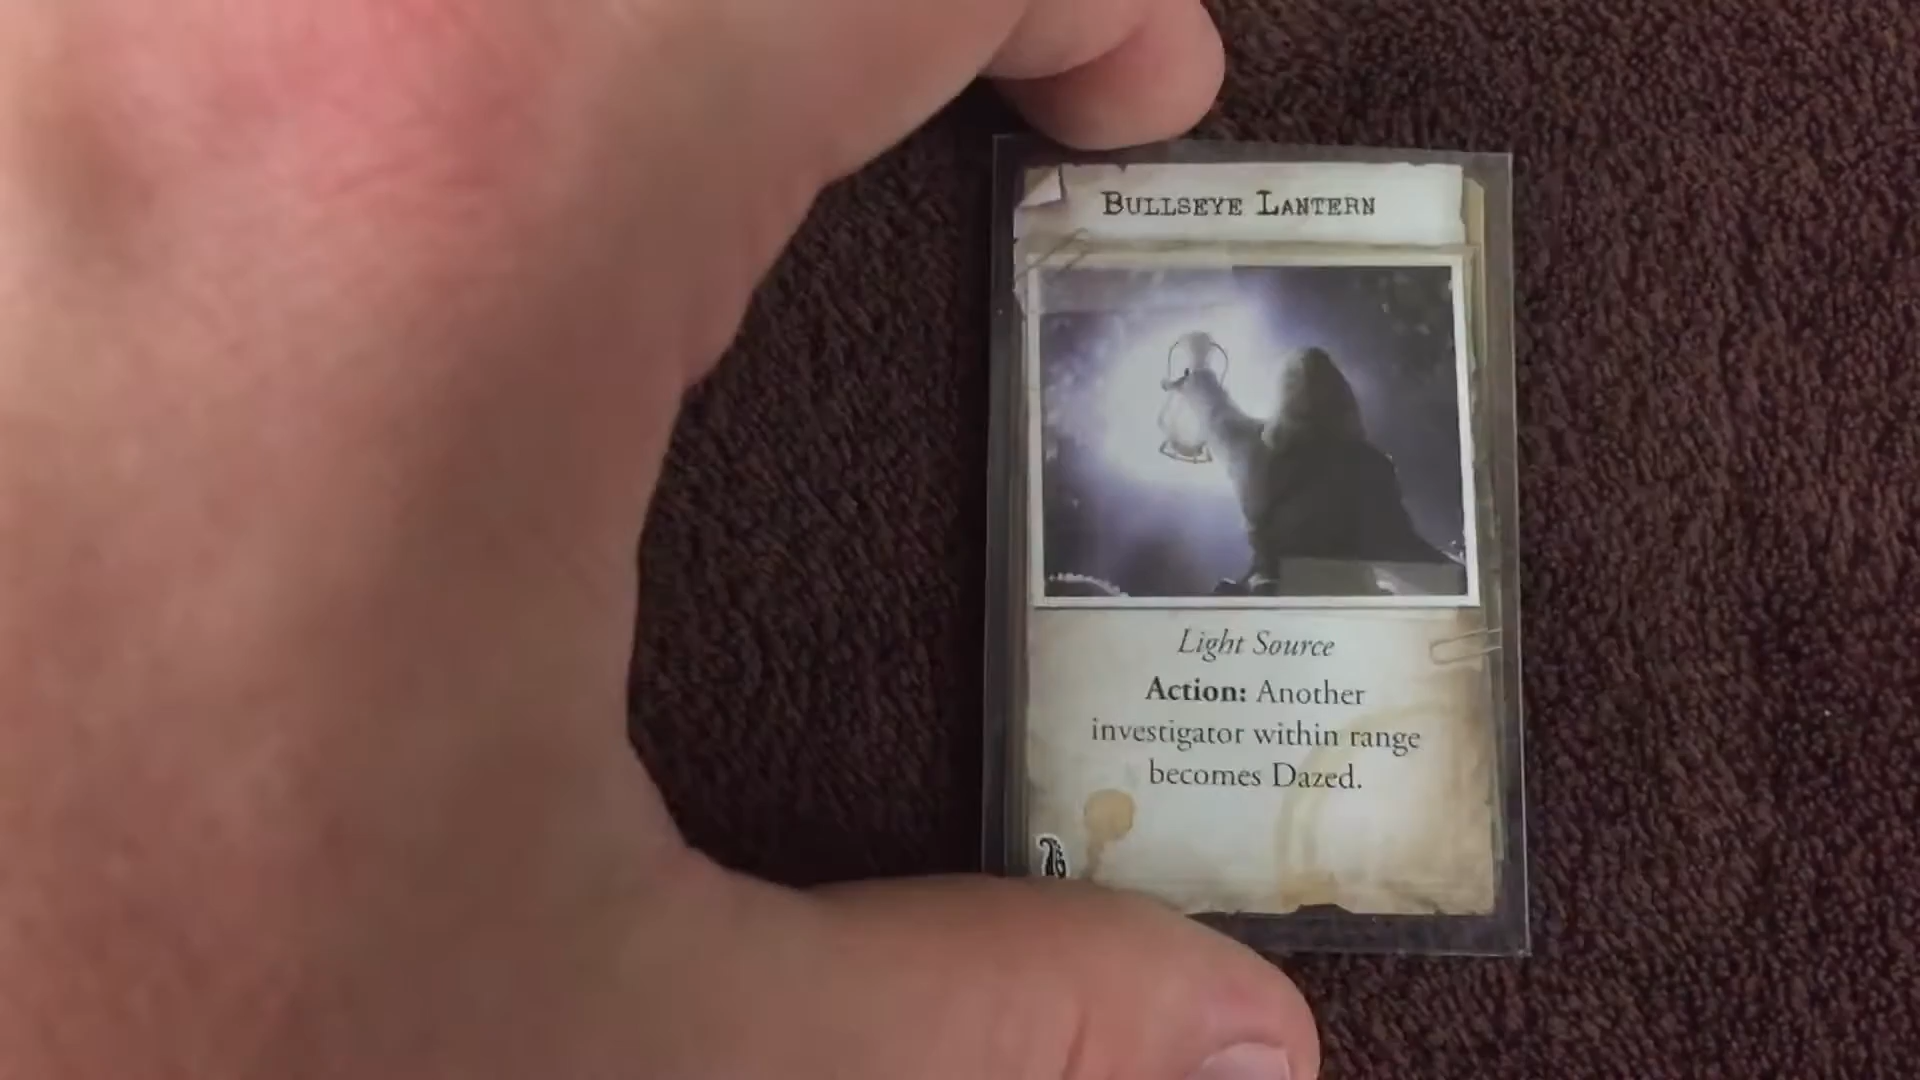 BULLSEYE LANTERN
Light Source
Action: Another
investigator within range
becomes Dazed.